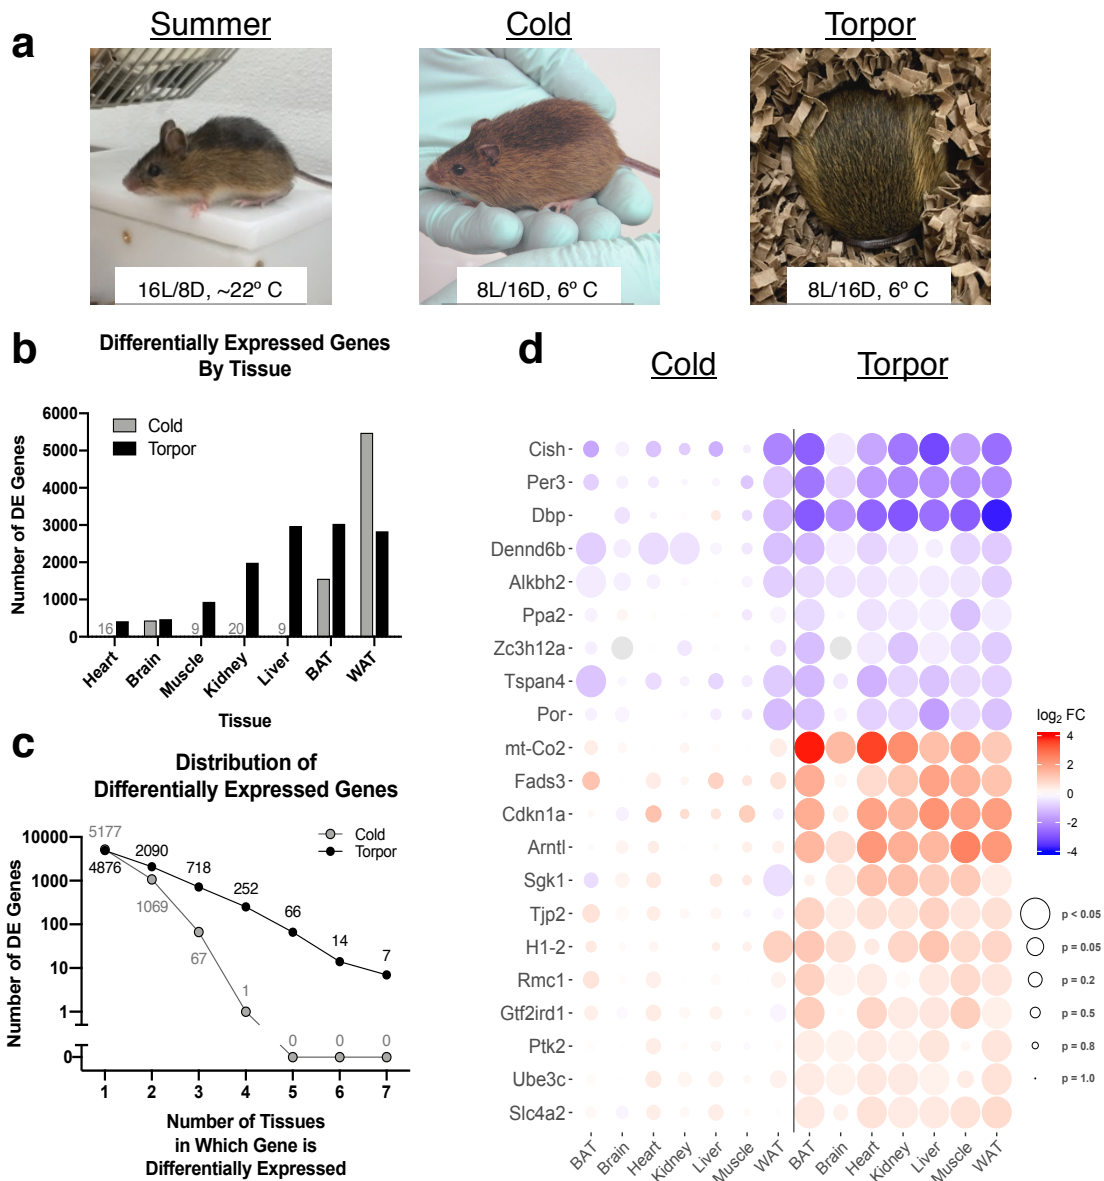 a
Summer
Cold
Torpor
16L/8D, ~22º C
8L/16D, 6º C
8L/16D, 6º C
b
Differentially Expressed Genes
By Tissue
Number of DE Genes
6000
5000
4000
3000
2000
1000
0
Cold
Torpor
16
9
20
9
Heart
Brain
Muscle
Kidney
Liver
BAT
WAT
Tissue
c
Distribution of
Differentially Expressed Genes
Number of DE Genes
10000
1000
100
10
1
0
Cold
Torpor
5177
4876
2090
1069
718
67
252
1
66
0
14
0
7
0
1
2
3
4
5
6
7
Number of Tissues
in Which Gene is
Differentially Expressed
d
Cold
Torpor
Cish
Per3
Dbp
Dennd6b
Alkbh2
Ppa2
Zc3h12a
Tspan4
Por
mt-Co2
Fads3
Cdkn1a
Arntl
Sgk1
Tjp2
H1-2
Rmc1
Gtf2ird1
Ptk2
Ube3c
Slc4a2
BAT
Brain
Heart
Kidney
Liver
Muscle
WAT
BAT
Brain
Heart
Kidney
Liver
Muscle
WAT
log2 FC
4
2
0
-2
-4
p < 0.05
p = 0.05
p = 0.2
p = 0.5
p = 0.8
p = 1.0